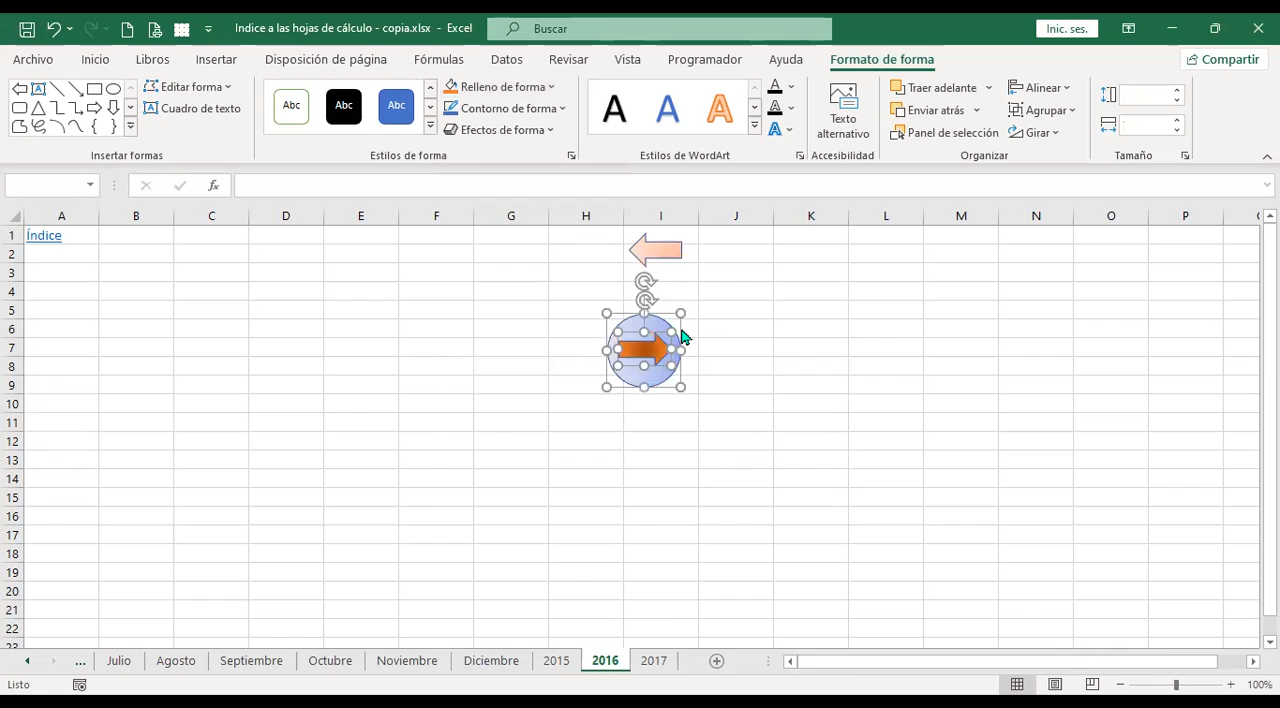 Indice a las hojas de cálculo - copia.xlsx - Excel
Buscar
Inic. ses.
Archivo Inicio Libros Insertar Disposición de página Fórmulas Datos Revisar Vista Programador Ayuda Formato de forma Compartir
Editar forma
Cuadro de texto
Insertar formas
Abc Abc Abc
Relleno de forma
Contorno de forma
Efectos de forma
Estilos de forma
A A A
A
A
A
Estilos de WordArt
Texto
alternativo
Accesibilidad
Traer adelante
Enviar atrás
Panel de selección
Alinear
Agrupar
Girar
Organizar
Tamaño
fx
A B C D E F G H I J K L M N O P
1 Índice
2
3
4
5
6
7
8
9
10
11
12
13
14
15
16
17
18
19
20
21
22
23
... Julio Agosto Septiembre Octubre Noviembre Diciembre 2015 2016 2017
Listo
100%